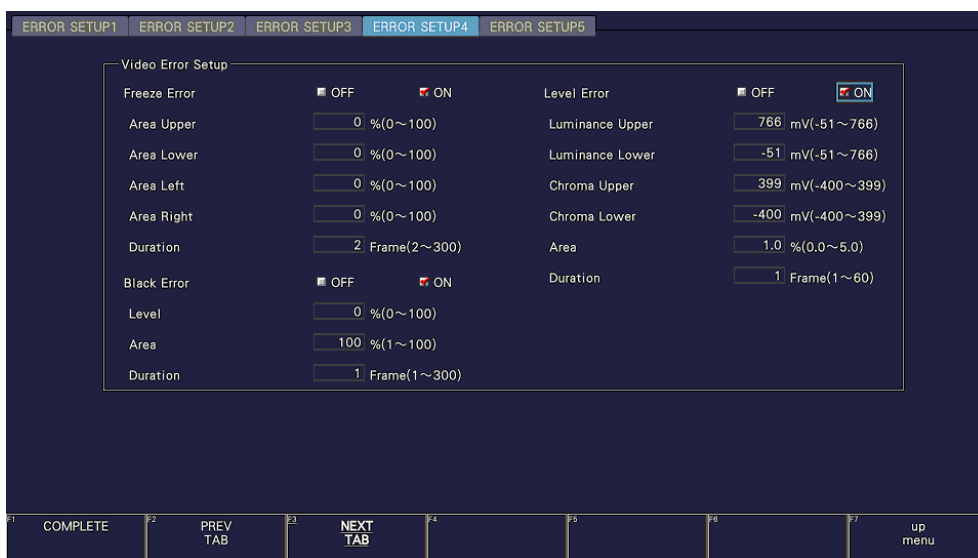 ERROR SETUP1 ERROR SETUP2 ERROR SETUP3 ERROR SETUP4 ERROR SETUP5
Video Error Setup
Freeze Error OFF ON
Area Upper 0 %(0~100)
Area Lower 0 %(0~100)
Area Left 0 %(0~100)
Area Right 0 %(0~100)
Duration 2 Frame(2~300)
Black Error OFF ON
Level 0 %(0~100)
Area 100 %(1~100)
Duration 1 Frame(1~300)
Level Error OFF ON
Luminance Upper 766 mV(-51~766)
Luminance Lower -51 mV(-51~766)
Chroma Upper 399 mV(-400~399)
Chroma Lower -400 mV(-400~399)
Area 1.0 %(0.0~5.0)
Duration 1 Frame(1~60)
F1 COMPLETE
F2 PREV
TAB
F3 NEXT
TAB
F4
F5
F6
F7 up
menu